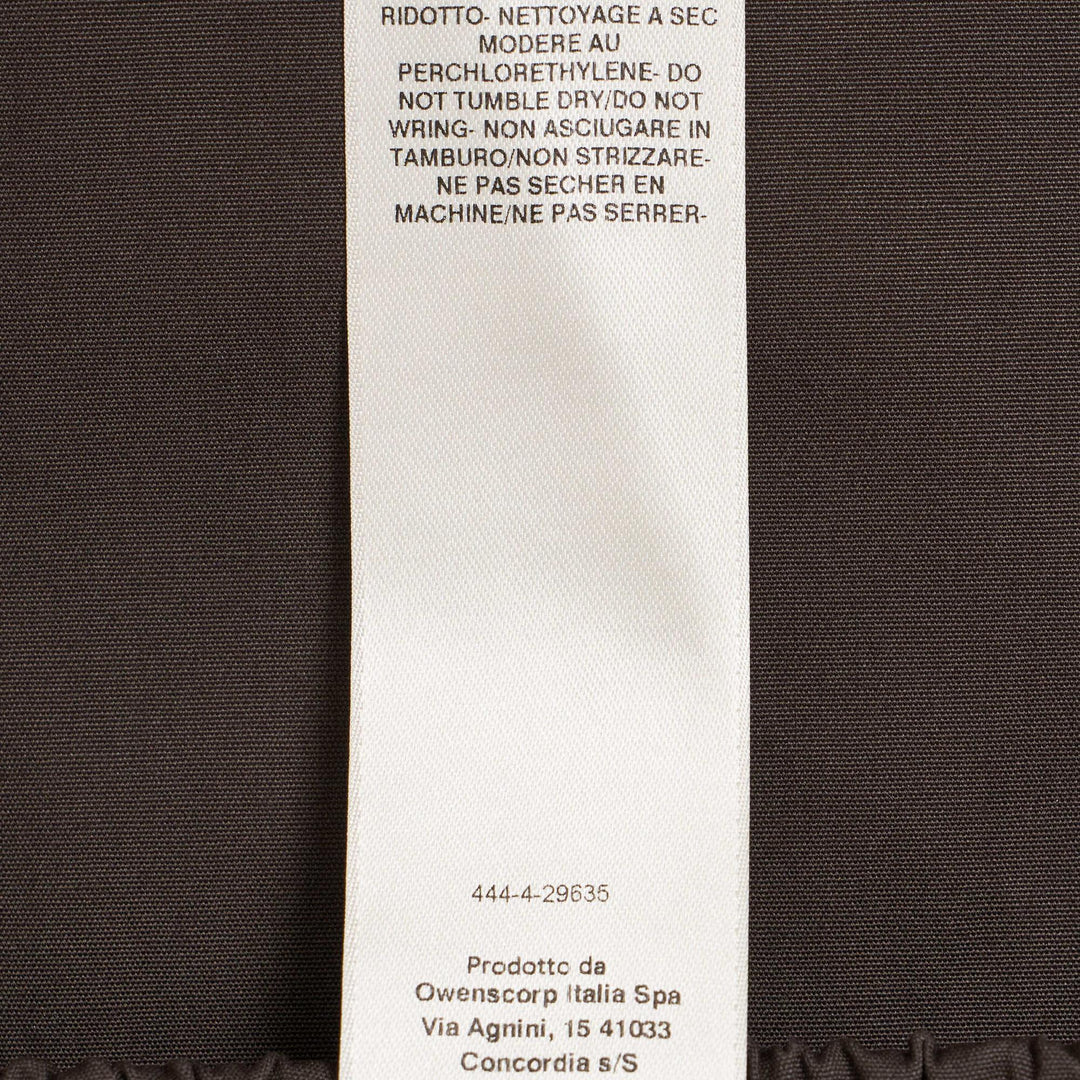 RIDOTTO- NETTOYAGE A SEC
MODERE AU
PERCHLORETHYLENE- DO
NOT TUMBLE DRY/DO NOT
WRING- NON ASCIUGARE IN
TAMBURO/NON STRIZZARE-
NE PAS SECHER EN
MACHINE/NE PAS SERRER-
444-4-29635
Prodotto da
Owenscorp Italia Spa
Via Agnini, 15 41033
Concordia s/S